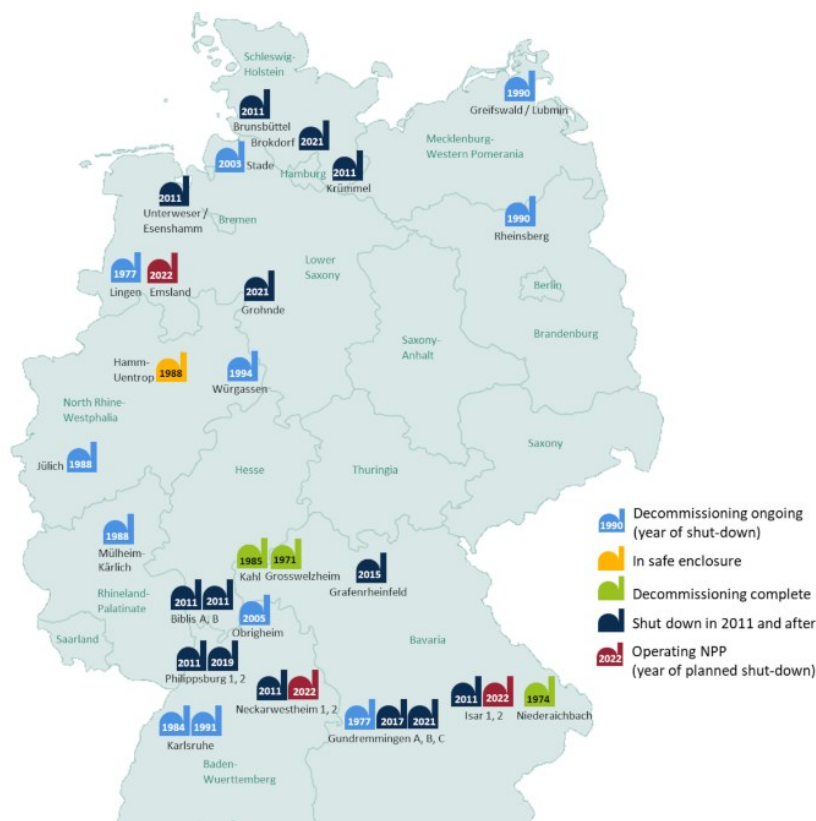 Schleswig-
Holstein
1990
Greifswald / Lubmin
2011
Brunsbüttel
Brokdorf
2021
Mecklenburg-
Western Pomerania
2003
Stade
Hamburg
2011
Krümmel
2011
Unterweser /
Esenshamm
Bremen
1990
Rheinsberg
1977
Lingen
2022
Emsland
Lower
Saxony
2021
Grohnde
Berlin
Brandenburg
Saxony-
Anhalt
Hamm-
Uentrop
1988
1994
Würgassen
North Rhine-
Westphalia
Jülich
1988
Hesse
Thuringia
Saxony
1988
Mülheim-
Kärlich
1985
Kahl
1971
Grosswelzheim
2015
Grafenrheinfeld
Rhineland-
Palatinate
2011 2011
Biblis A, B
2005
Obrigheim
Saarland
Bavaria
2011 2019
Philippsburg 1, 2
2011 2022
Neckarwestheim 1, 2
1977 2017 2021
Gundremmingen A, B, C
2011 2022
Isar 1, 2
1974
Niederaichbach
1984 1991
Karlsruhe
Baden-
Wuerttemberg
1990
Decommissioning ongoing
(year of shut-down)
In safe enclosure
Decommissioning complete
Shut down in 2011 and after
2022
Operating NPP
(year of planned shut-down)